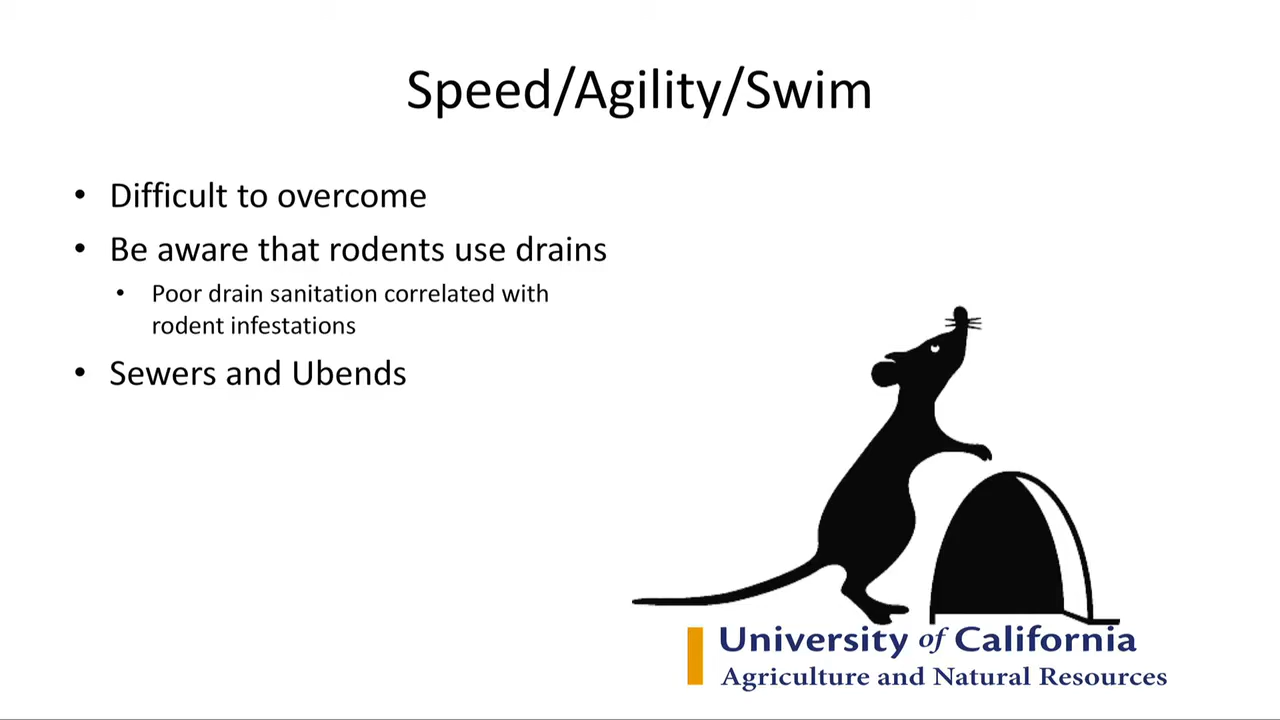 Speed/Agility/Swim
• Difficult to overcome
• Be aware that rodents use drains
• Poor drain sanitation correlated with
rodent infestations
• Sewers and Ubends
University of California
Agriculture and Natural Resources